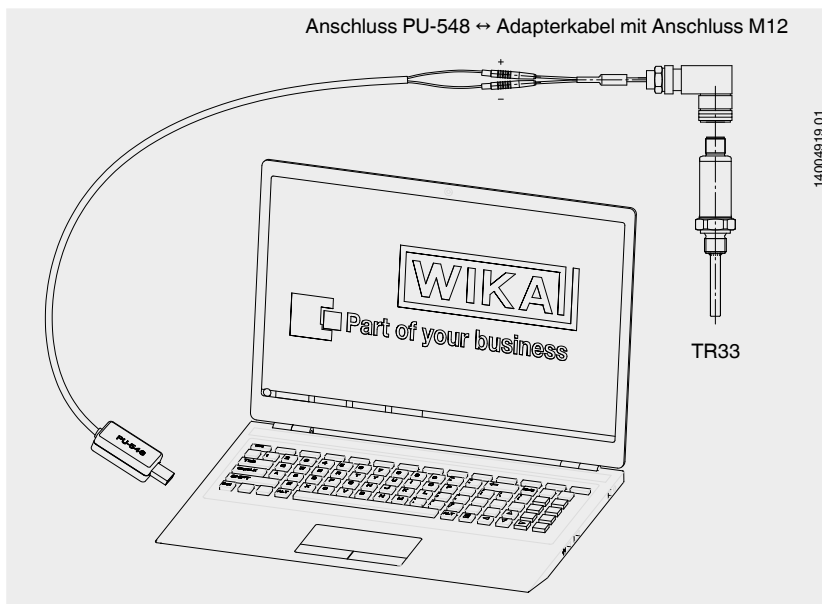 Anschluss PU-548 ↔ Adapterkabel mit Anschluss M12
+
–
14004919.01
WIKA
Part of your business
TR33
PU-548